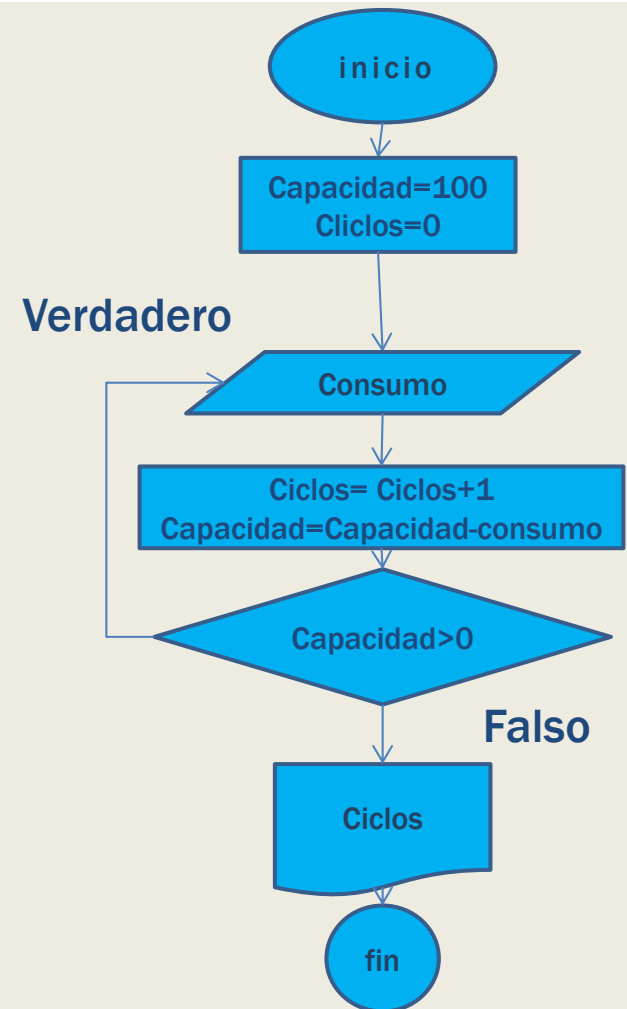 inicio
Capacidad=100
Cliclos=0
Verdadero
Consumo
Ciclos= Ciclos+1
Capacidad=Capacidad-consumo
Capacidad>0
Falso
Ciclos
fin